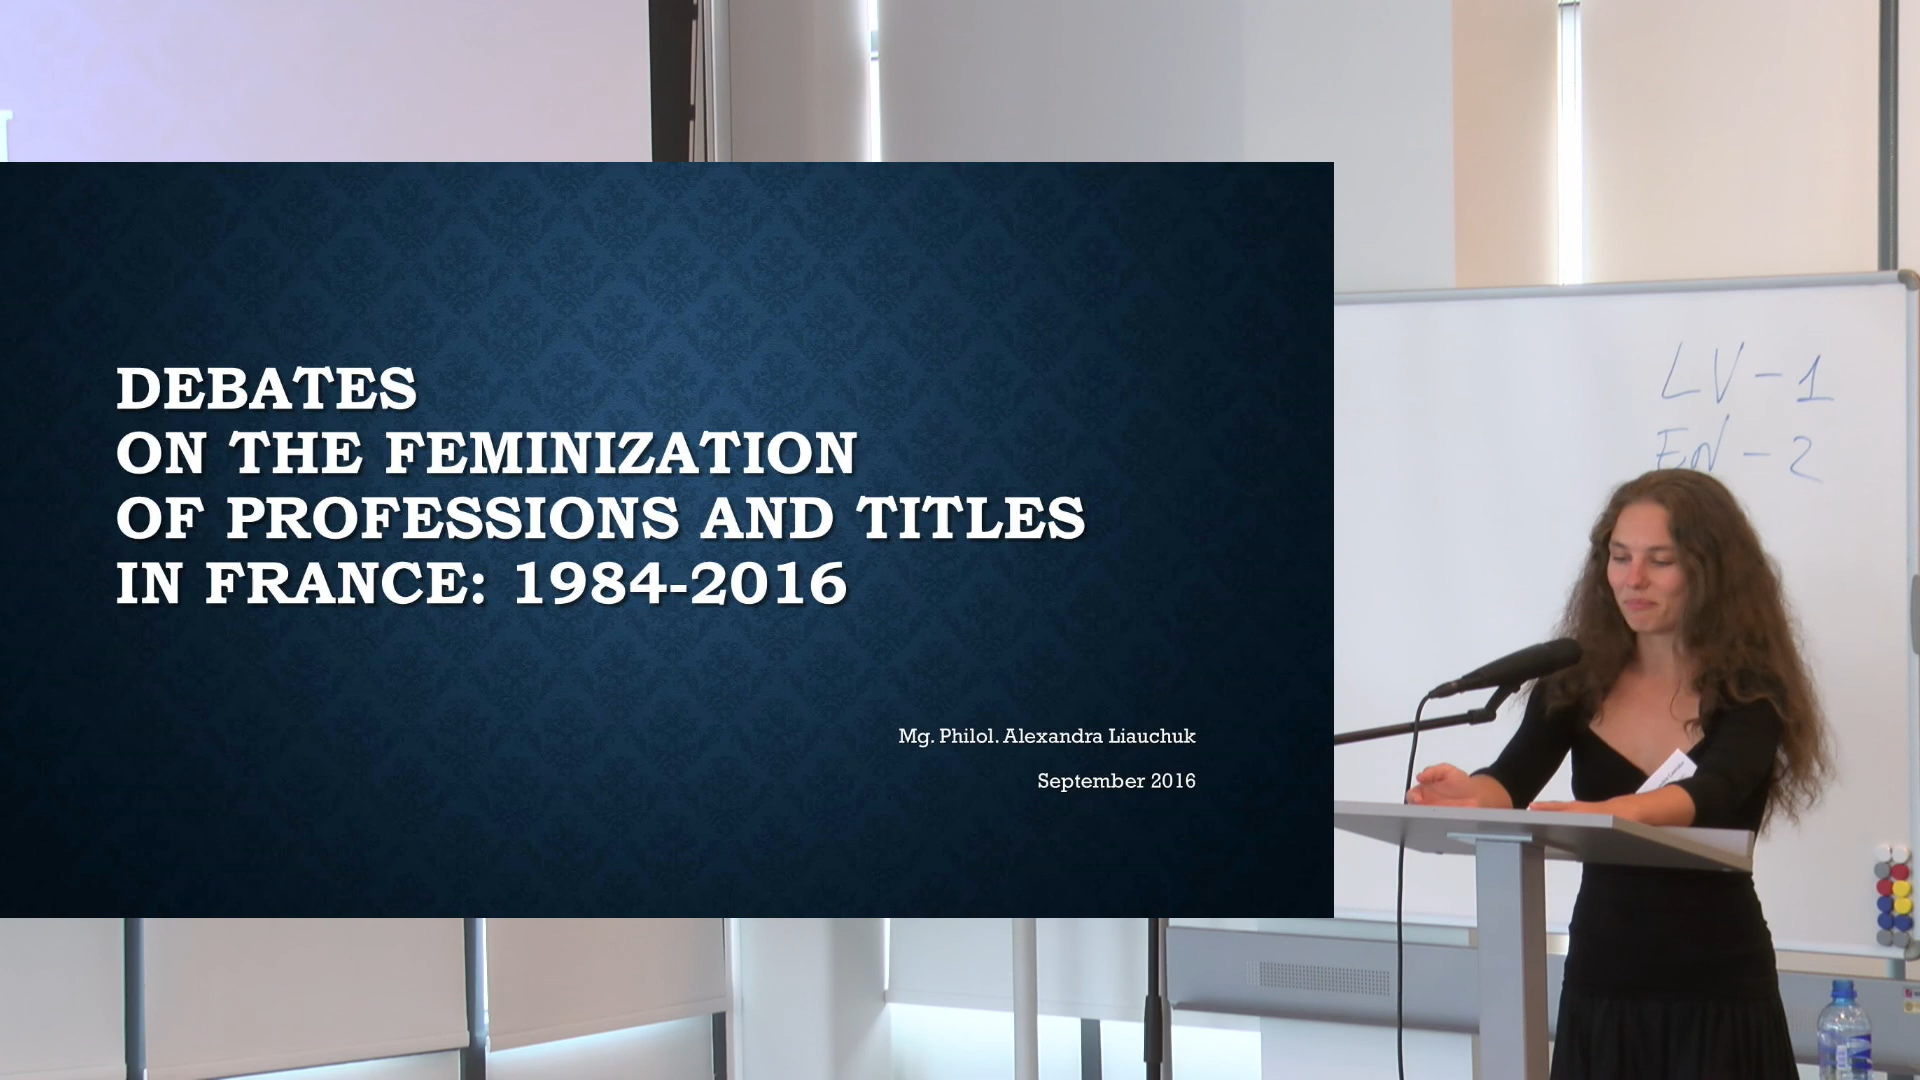 DEBATES
ON THE FEMINIZATION
OF PROFESSIONS AND TITLES
IN FRANCE: 1984-2016
Mg. Philol. Alexandra Liauchuk
September 2016
LV - 1
EN - 2